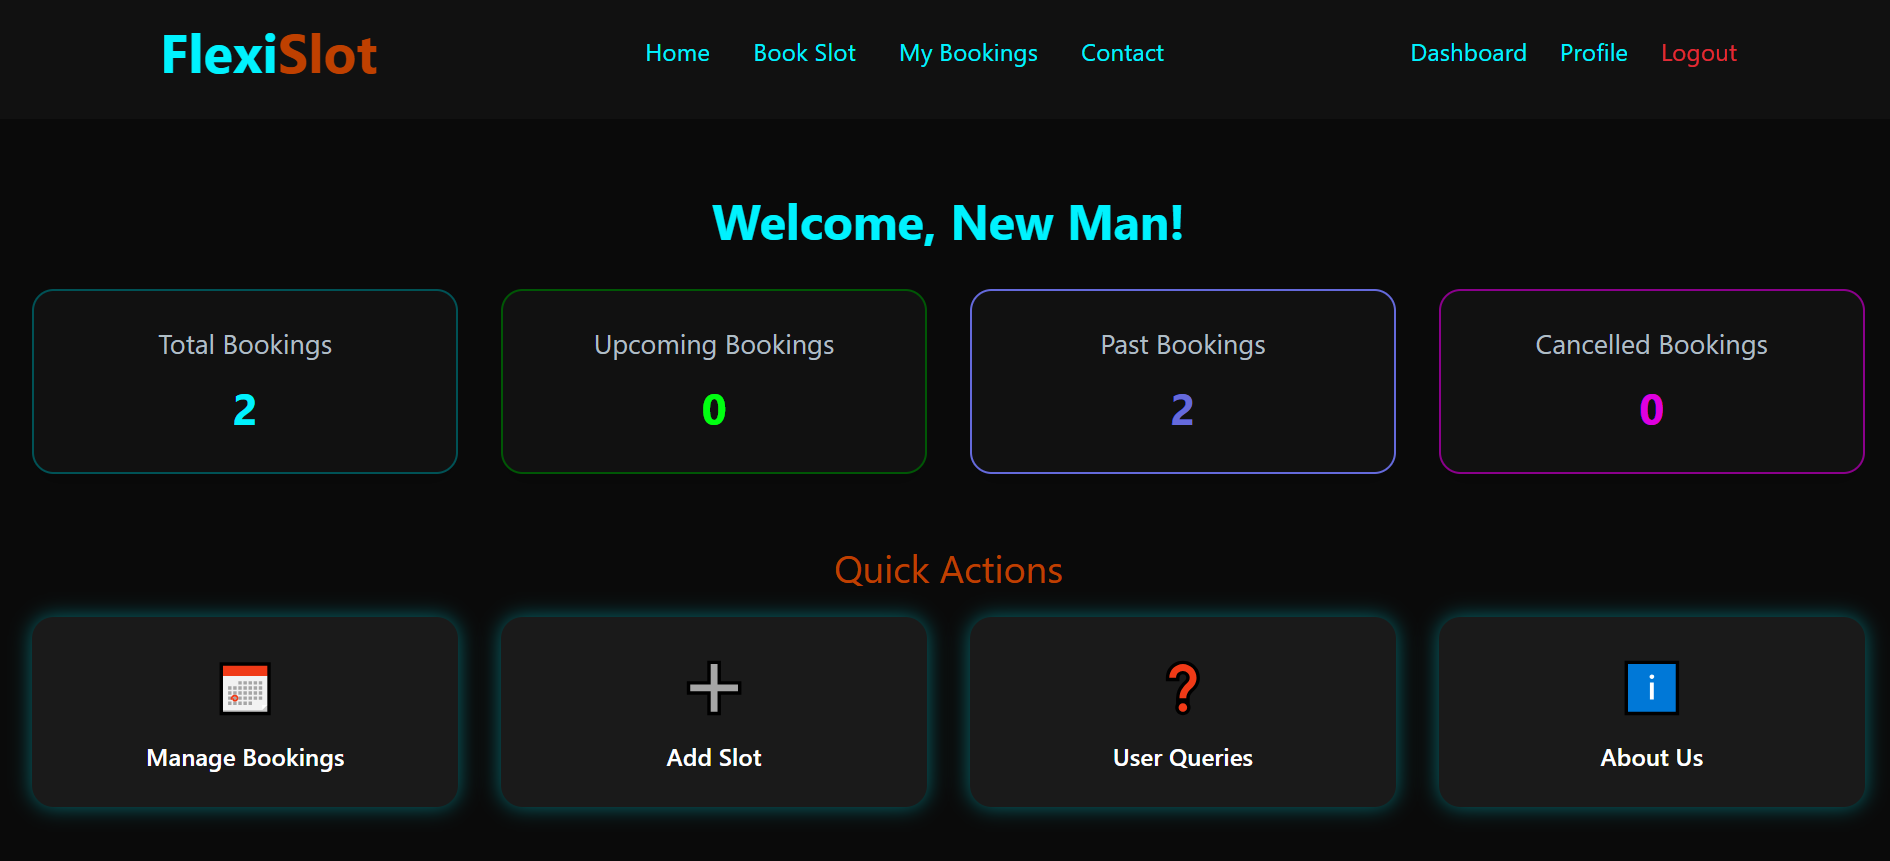 FlexiSlot
Home Book Slot My Bookings Contact
Dashboard Profile Logout
Welcome, New Man!
Total Bookings
2
Upcoming Bookings
0
Past Bookings
2
Cancelled Bookings
0
Quick Actions
Manage Bookings
Add Slot
User Queries
About Us